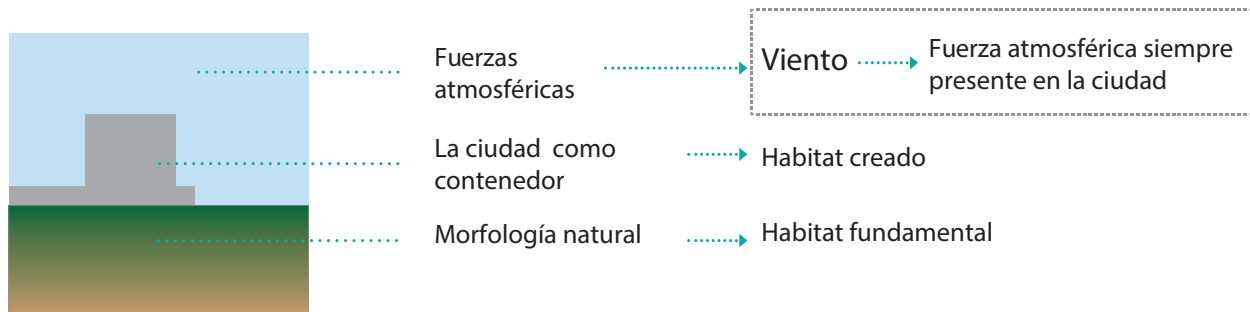 Fuerzas
atmosféricas
Viento
Fuerza atmosférica siempre
presente en la ciudad
La ciudad como
contenedor
Habitat creado
Morfología natural
Habitat fundamental